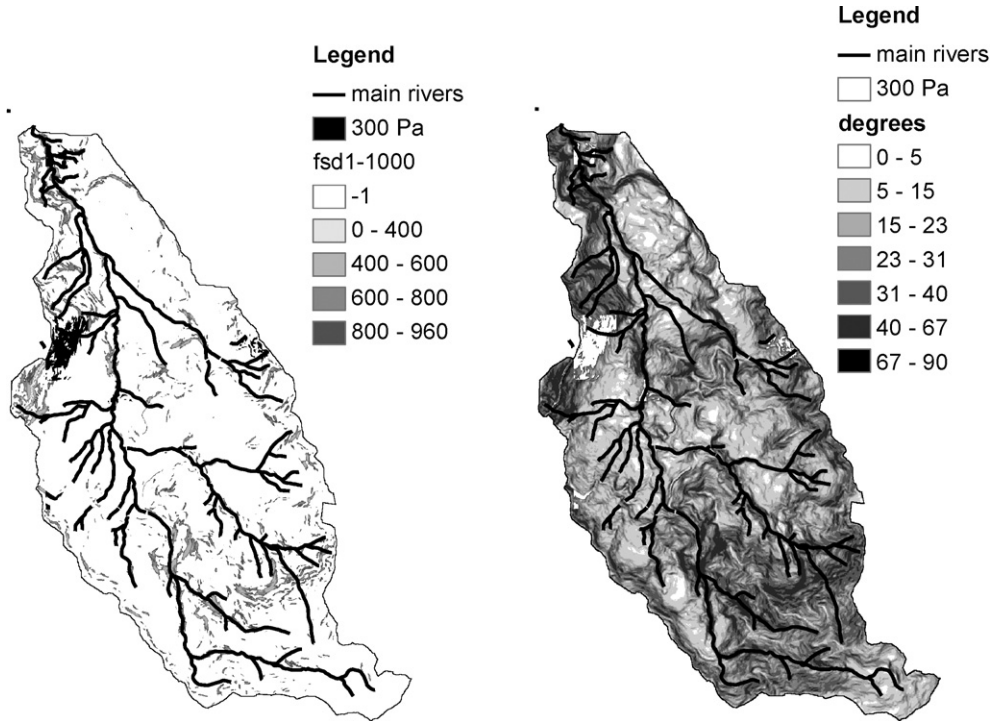 Legend
main rivers
300 Pa
fsd1-1000
-1
0 - 400
400 - 600
600 - 800
800 - 960
Legend
main rivers
300 Pa
degrees
0 - 5
5 - 15
15 - 23
23 - 31
31 - 40
40 - 67
67 - 90